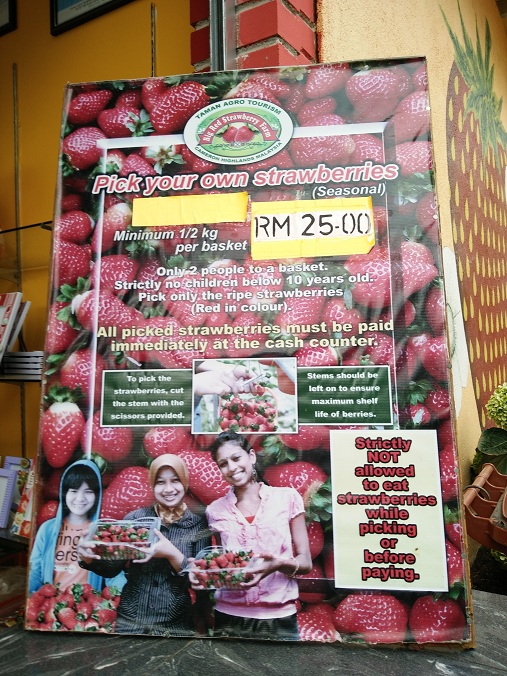 TAMAN AGRO TOURISM
Big Red Strawberry Farm
CAMERON HIGHLANDS MALAYSIA
Pick your own strawberries
(Seasonal)
Minimum 1/2 kg
per basket
RM 25-00
Only 2 people to a basket.
Strictly no children below 10 years old.
Pick only the ripe strawberries
(Red in colour).
All picked strawberries must be paid
immediately at the cash counter.
To pick the
strawberries, cut
the stem with the
scissors provided.
Stems should be
left on to ensure
maximum shelf
life of berries.
Strictly
NOT
allowed
to eat
strawberries
while
picking
or
before
paying.